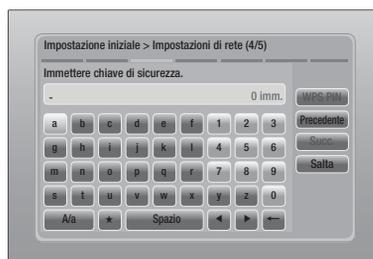 Impostazione iniziale > Impostazioni di rete (4/5)
Immettere chiave di sicurezza.
- 0 imm.
WPS PIN
a b c d e f 1 2 3
Precedente
g h i j k l 4 5 6
Succ.
m n o p q r 7 8 9
Salta
s t u v w x y z 0
A/a ★ Spazio ◄ ► ←